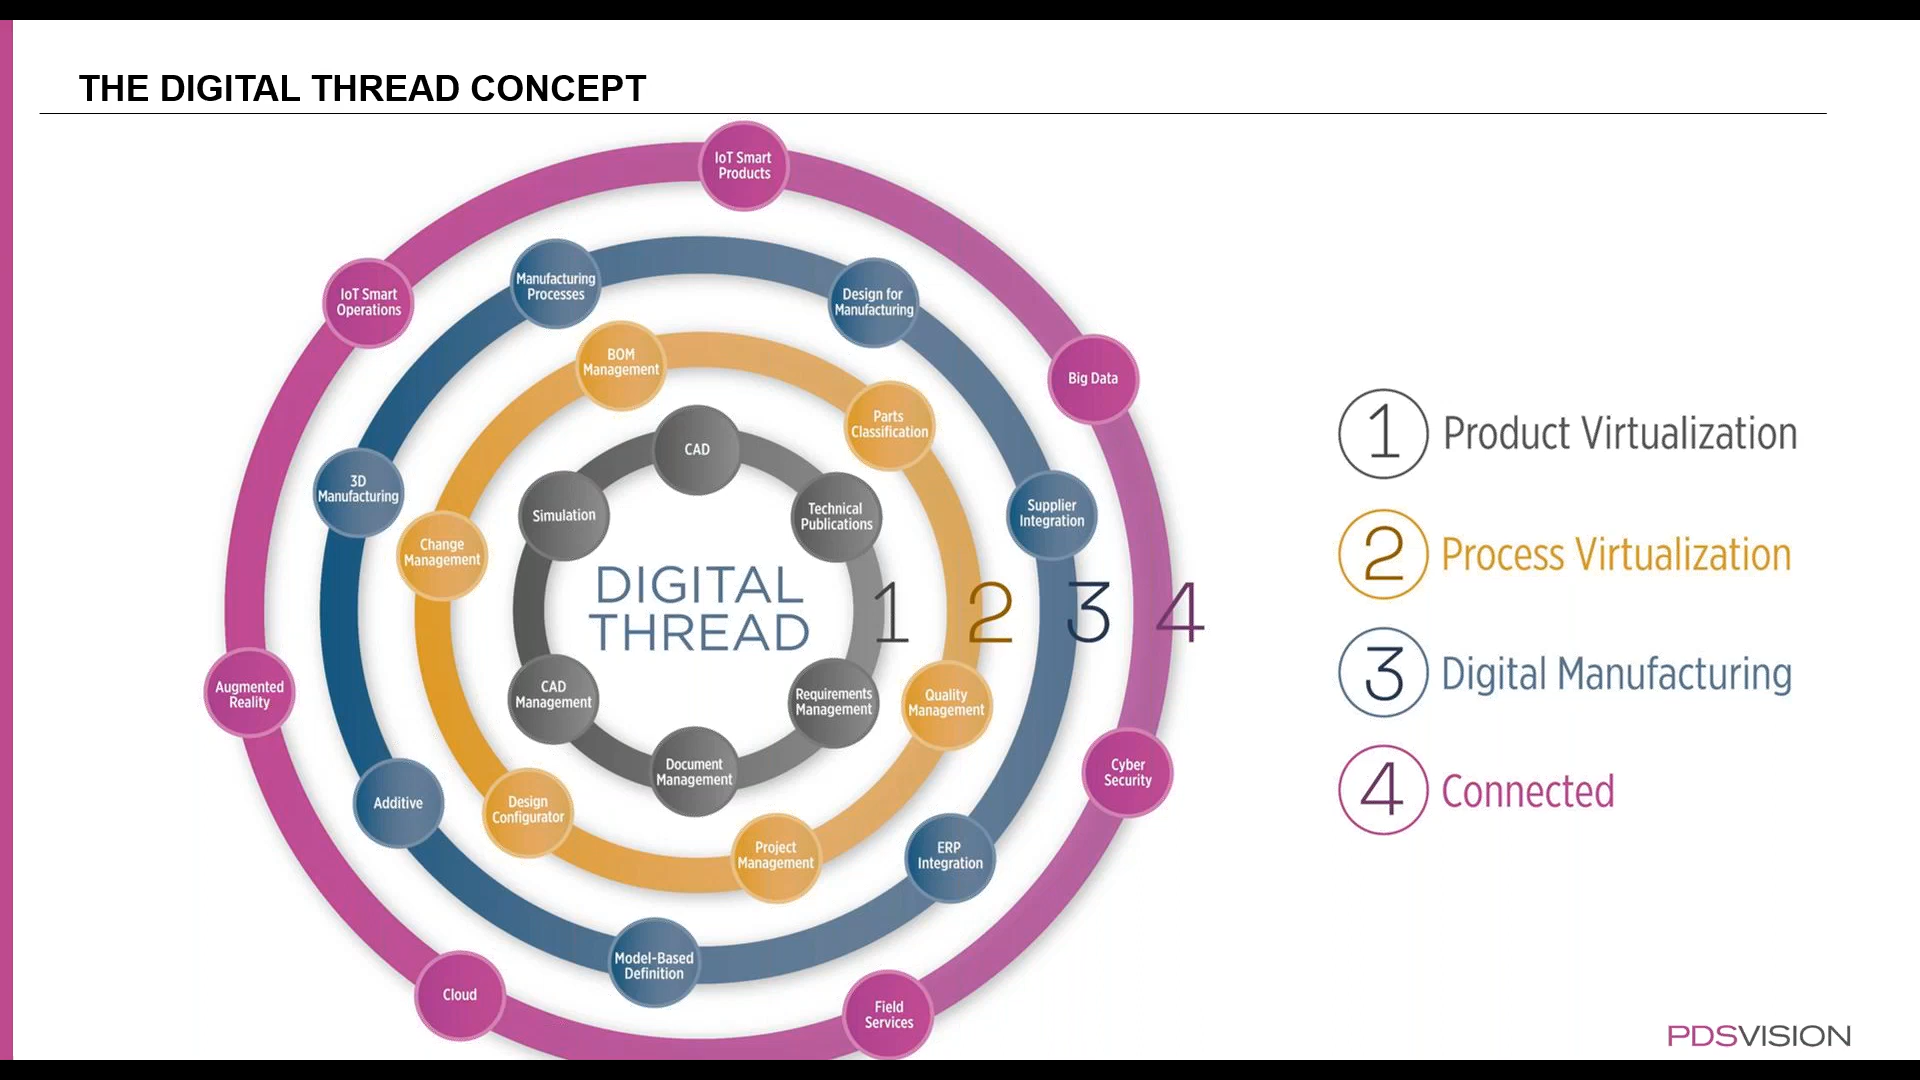 THE DIGITAL THREAD CONCEPT
IoT Smart
Products
IoT Smart
Operations
Manufacturing
Processes
Design for
Manufacturing
BOM
Management
Big Data
Parts
Classification
CAD
3D
Manufacturing
Simulation
Technical
Publications
Supplier
Integration
Change
Management
DIGITAL
THREAD
1 2 3 4
Augmented
Reality
CAD
Management
Requirements
Management
Quality
Management
Document
Management
Cyber
Security
Additive
Design
Configurator
Project
Management
ERP
Integration
Model-Based
Definition
Cloud
Field
Services
1 Product Virtualization
2 Process Virtualization
3 Digital Manufacturing
4 Connected
PDSVISION